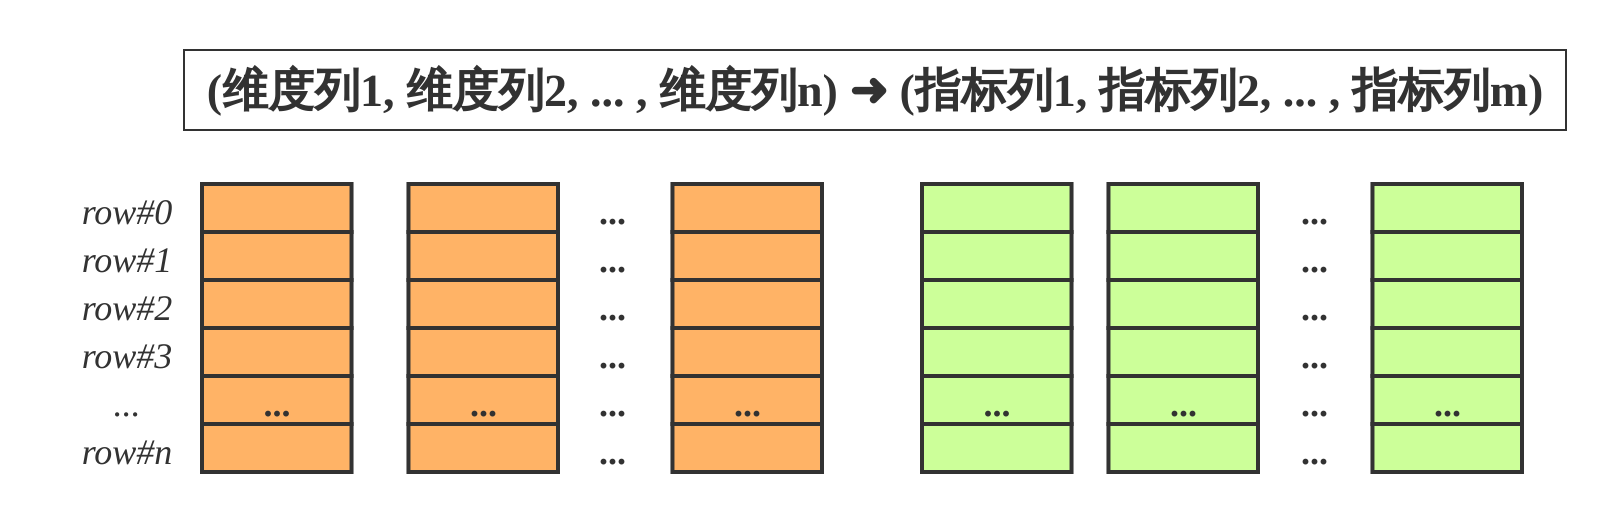 (维度列1, 维度列2, ... , 维度列n) ➜ (指标列1, 指标列2, ... , 指标列m)
row#0 ... ...
row#1 ... ...
row#2 ... ...
row#3 ... ...
... ... ... ... ... ... ... ... ...
row#n ... ...